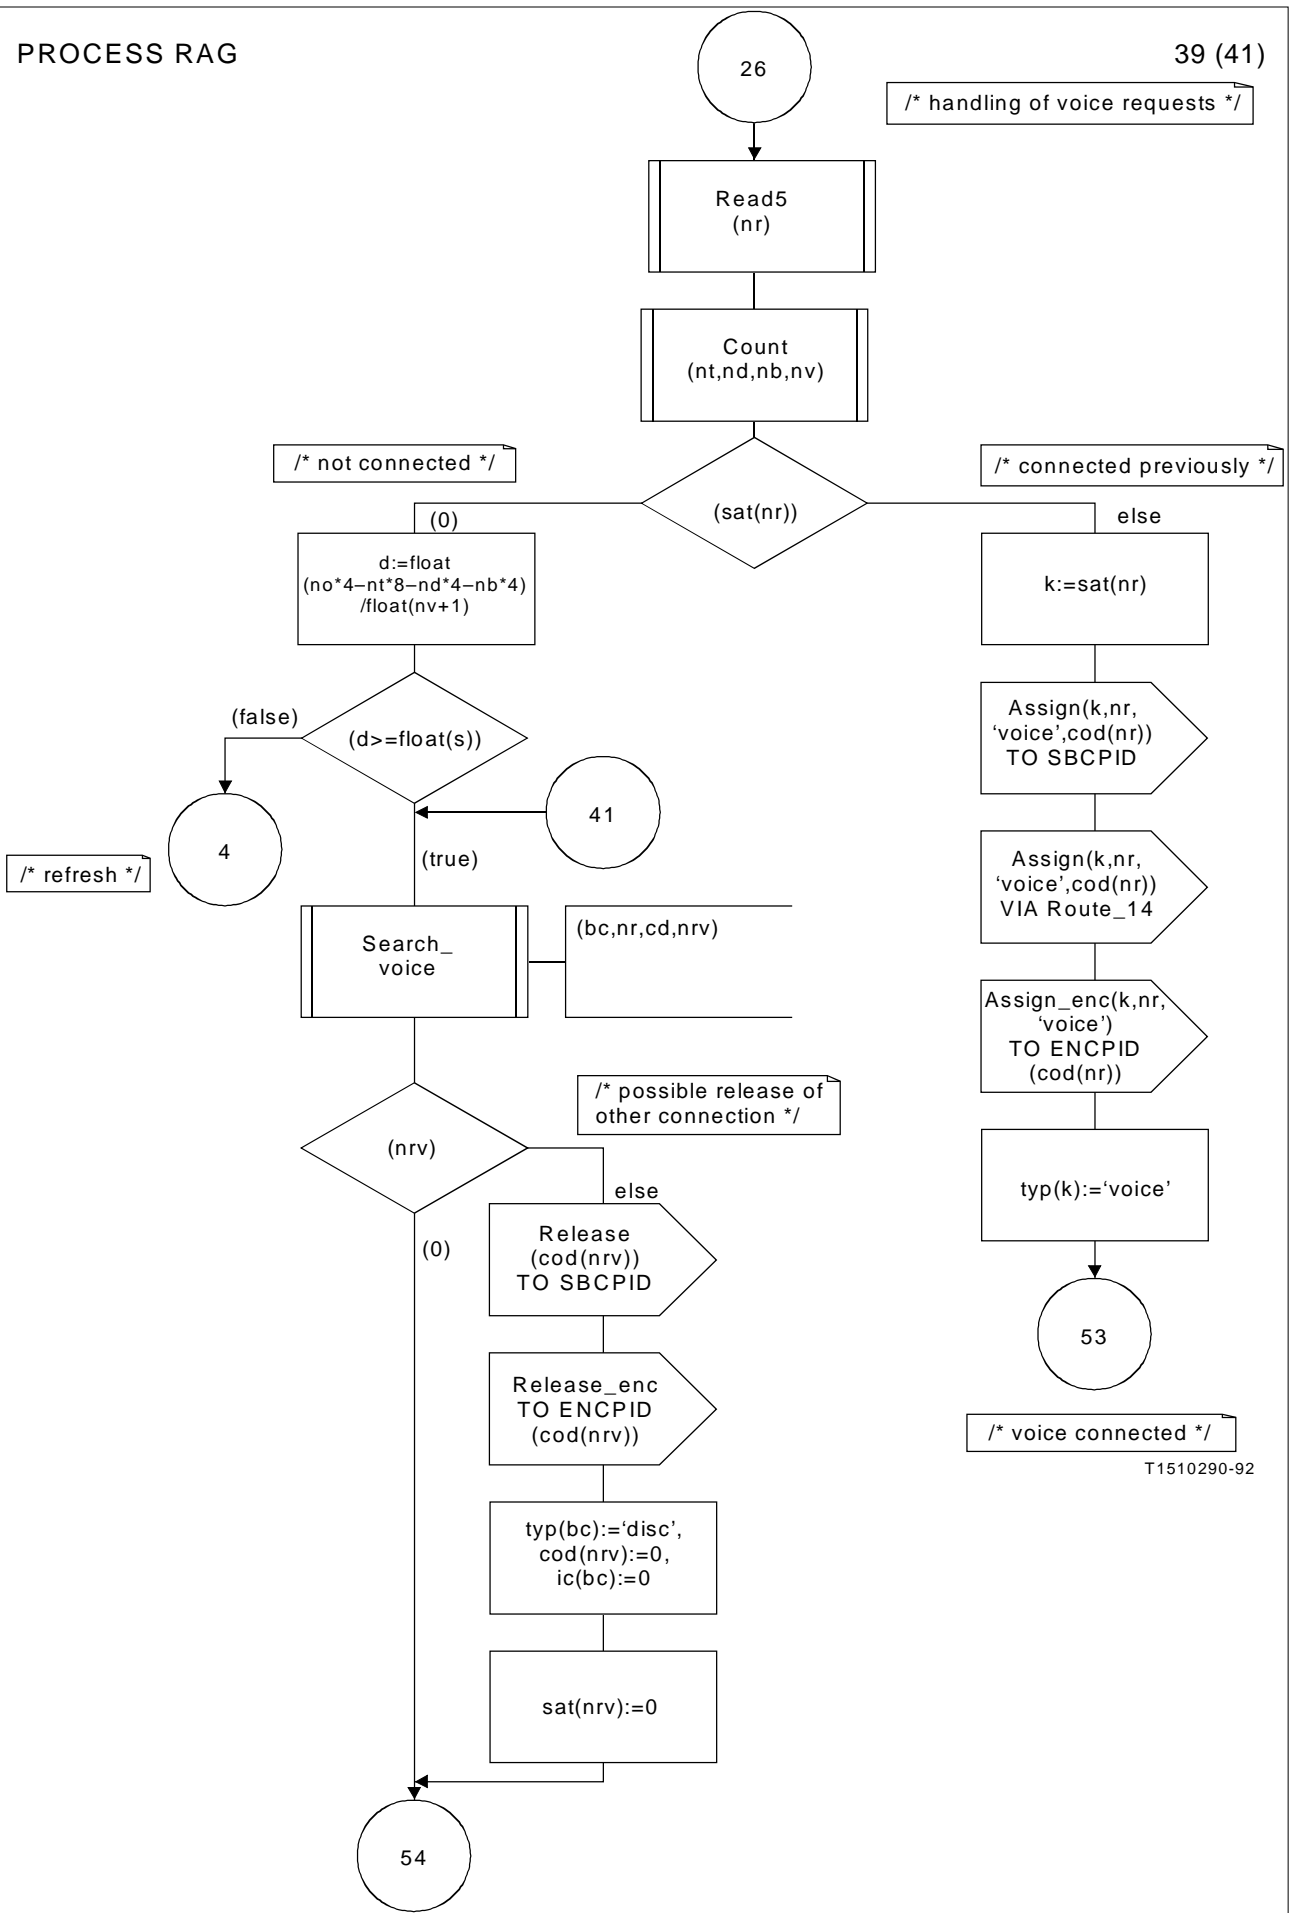 PROCESS RAG
39 (41)
26
/* handling of voice requests */
Read5
(nr)
Count
(nt,nd,nb,nv)
/* not connected */
/* connected previously */
(sat(nr))
(0)
else
d:=float
(no*4–nt*8–nd*4–nb*4)
/float(nv+1)
k:=sat(nr)
(false)
(d>=float(s))
Assign(k,nr,
‘voice’,cod(nr))
TO SBCPID
41
4
/* refresh */
(true)
Assign(k,nr,
‘voice’,cod(nr))
VIA Route_14
Search_
voice
(bc,nr,cd,nrv)
Assign_enc(k,nr,
‘voice’)
TO ENCPID
(cod(nr))
/* possible release of
other connection */
(nrv)
typ(k):=‘voice’
else
(0)
Release
(cod(nrv))
TO SBCPID
53
Release_enc
TO ENCPID
(cod(nrv))
/* voice connected */
T1510290-92
typ(bc):=‘disc’,
cod(nrv):=0,
ic(bc):=0
sat(nrv):=0
54